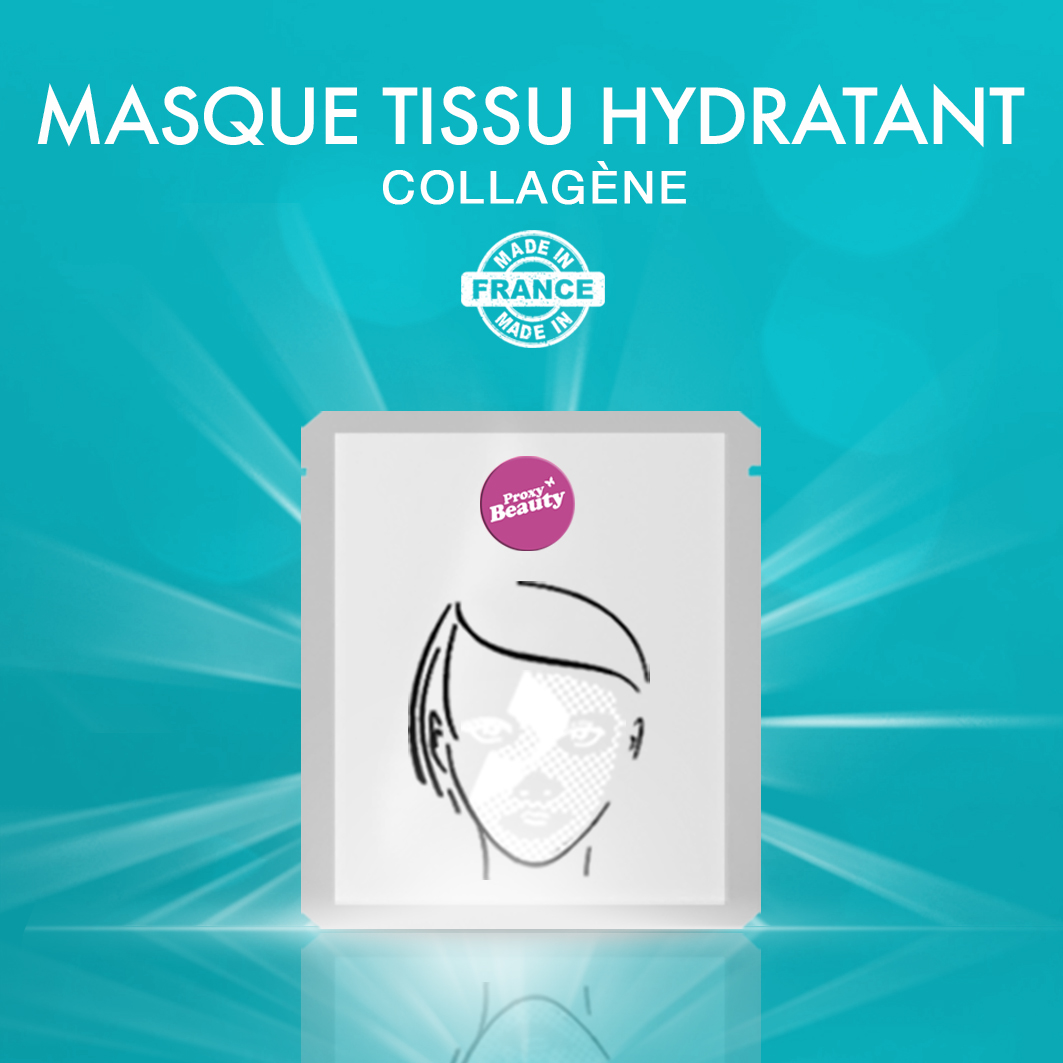 MASQUE TISSU HYDRATANT
COLLAGÈNE
MADE IN
FRANCE
MADE IN
Proxy
Beauty